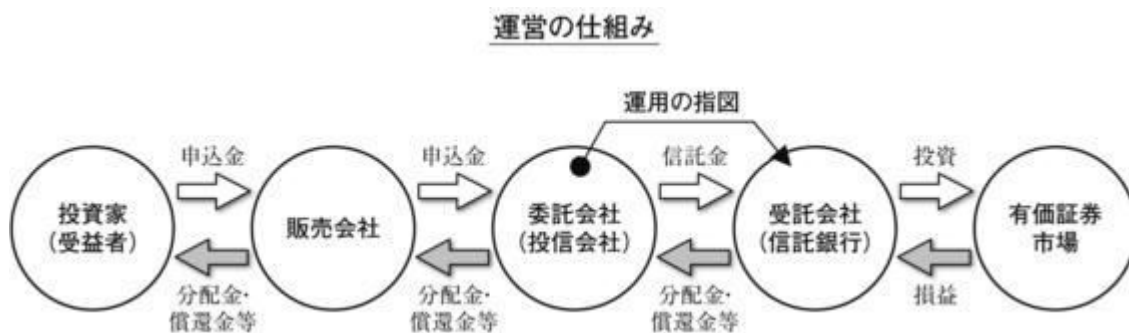 運営の仕組み
運用の指図
申込金
申込金
信託金
投資
投資家
（受益者）
販売会社
委託会社
（投信会社）
受託会社
（信託銀行）
有価証券
市場
分配金・
償還金等
分配金・
償還金等
分配金・
償還金等
損益